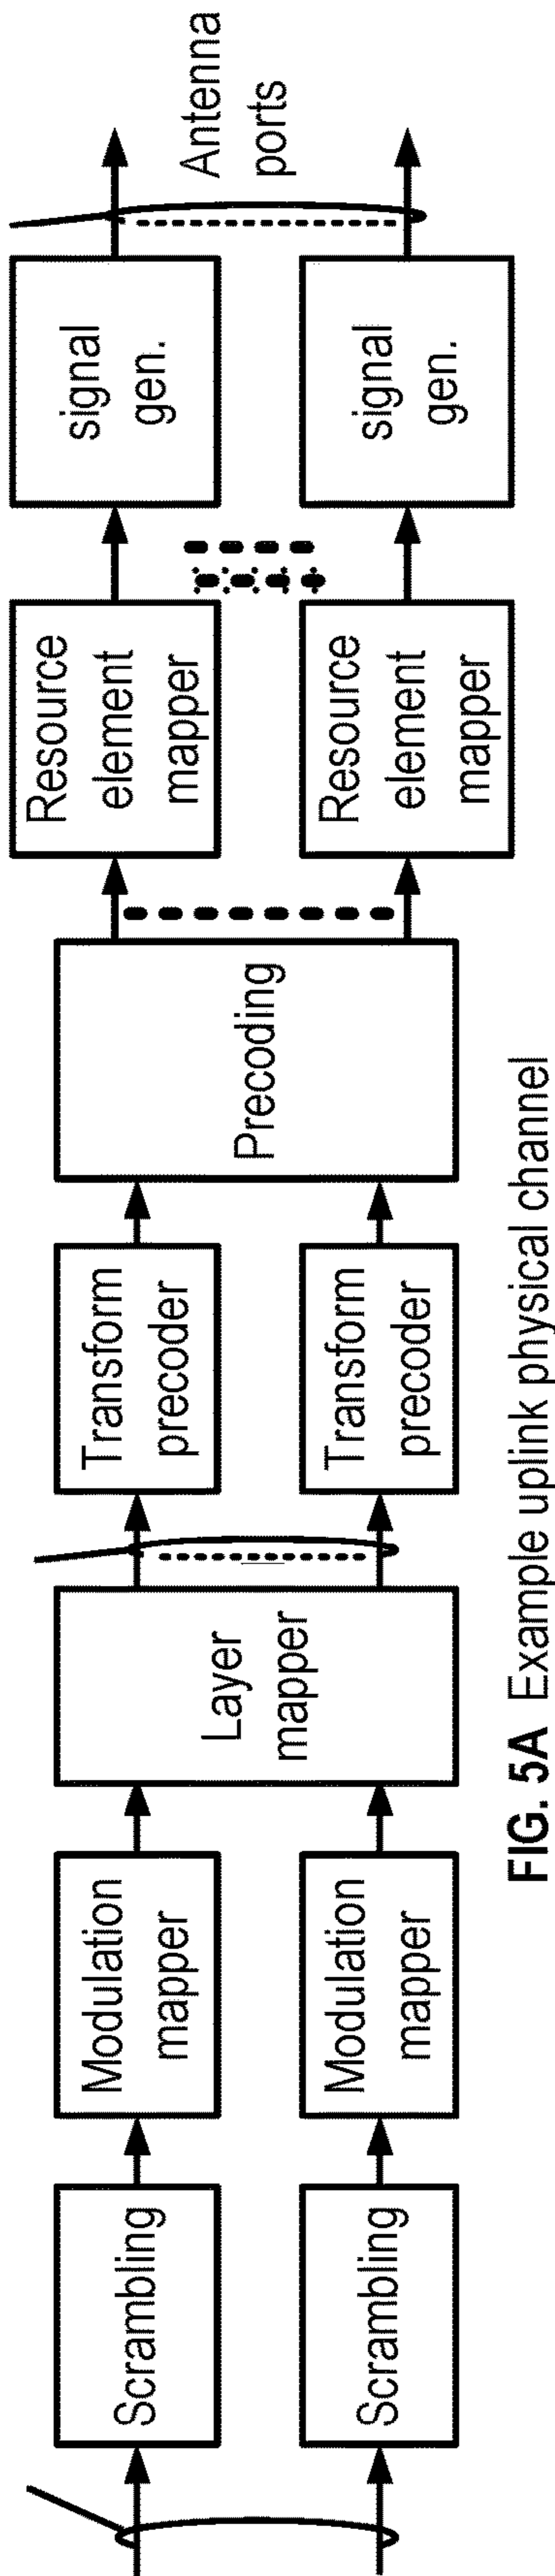 Scrambling
Modulation
mapper
Layer
mapper
Transform
precoder
Precoding
Resource
element
mapper
signal
gen.
Antenna
ports
Scrambling
Modulation
mapper
Transform
precoder
Resource
element
mapper
signal
gen.
FIG. 5A Example uplink physical channel